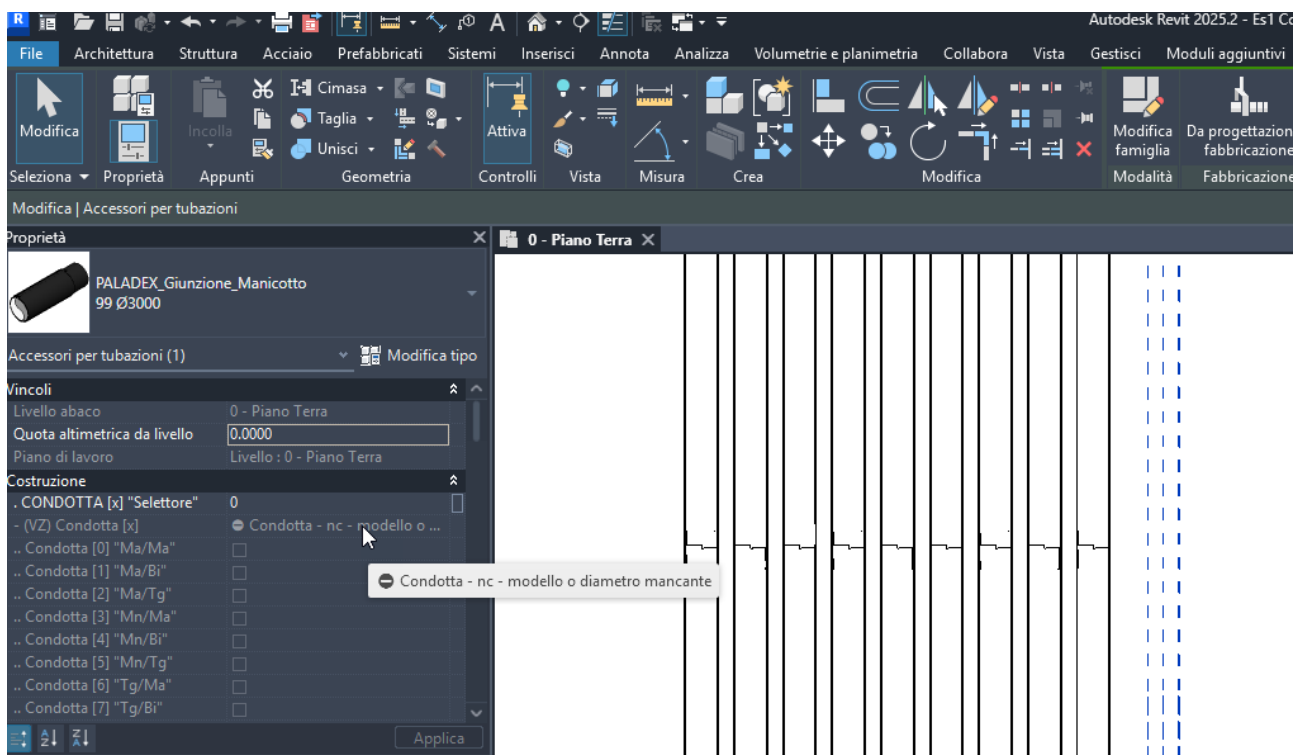 R
A
Autodesk Revit 2025.2 - Es1 Co
File Architettura Struttura Acciaio Prefabbricati Sistemi Inserisci Annota Analizza Volumetrie e planimetria Collabora Vista Gestisci Moduli aggiuntivi
Modifica
Incolla
Cimasa
Taglia
Unisci
Attiva
Modifica famiglia
Da progettazion fabbricazione
Seleziona Proprietà Appunti Geometria Controlli Vista Misura Crea Modifica Modalità Fabbricazione
Modifica | Accessori per tubazioni
Proprietà
0 - Piano Terra
PALADEX_Giunzione_Manicotto
99 Ø3000
Accessori per tubazioni (1) Modifica tipo
Vincoli
Livello abaco 0 - Piano Terra
Quota altimetrica da livello 0.0000
Piano di lavoro Livello : 0 - Piano Terra
Costruzione
. CONDOTTA [x] "Selettore" 0
- (VZ) Condotta [x] Condotta - nc - modello o ...
.. Condotta [0] "Ma/Ma"
.. Condotta [1] "Ma/Bi"
Condotta - nc - modello o diametro mancante
.. Condotta [2] "Ma/Tg"
.. Condotta [3] "Mn/Ma"
.. Condotta [4] "Mn/Bi"
.. Condotta [5] "Mn/Tg"
.. Condotta [6] "Tg/Ma"
.. Condotta [7] "Tg/Bi"
Applica